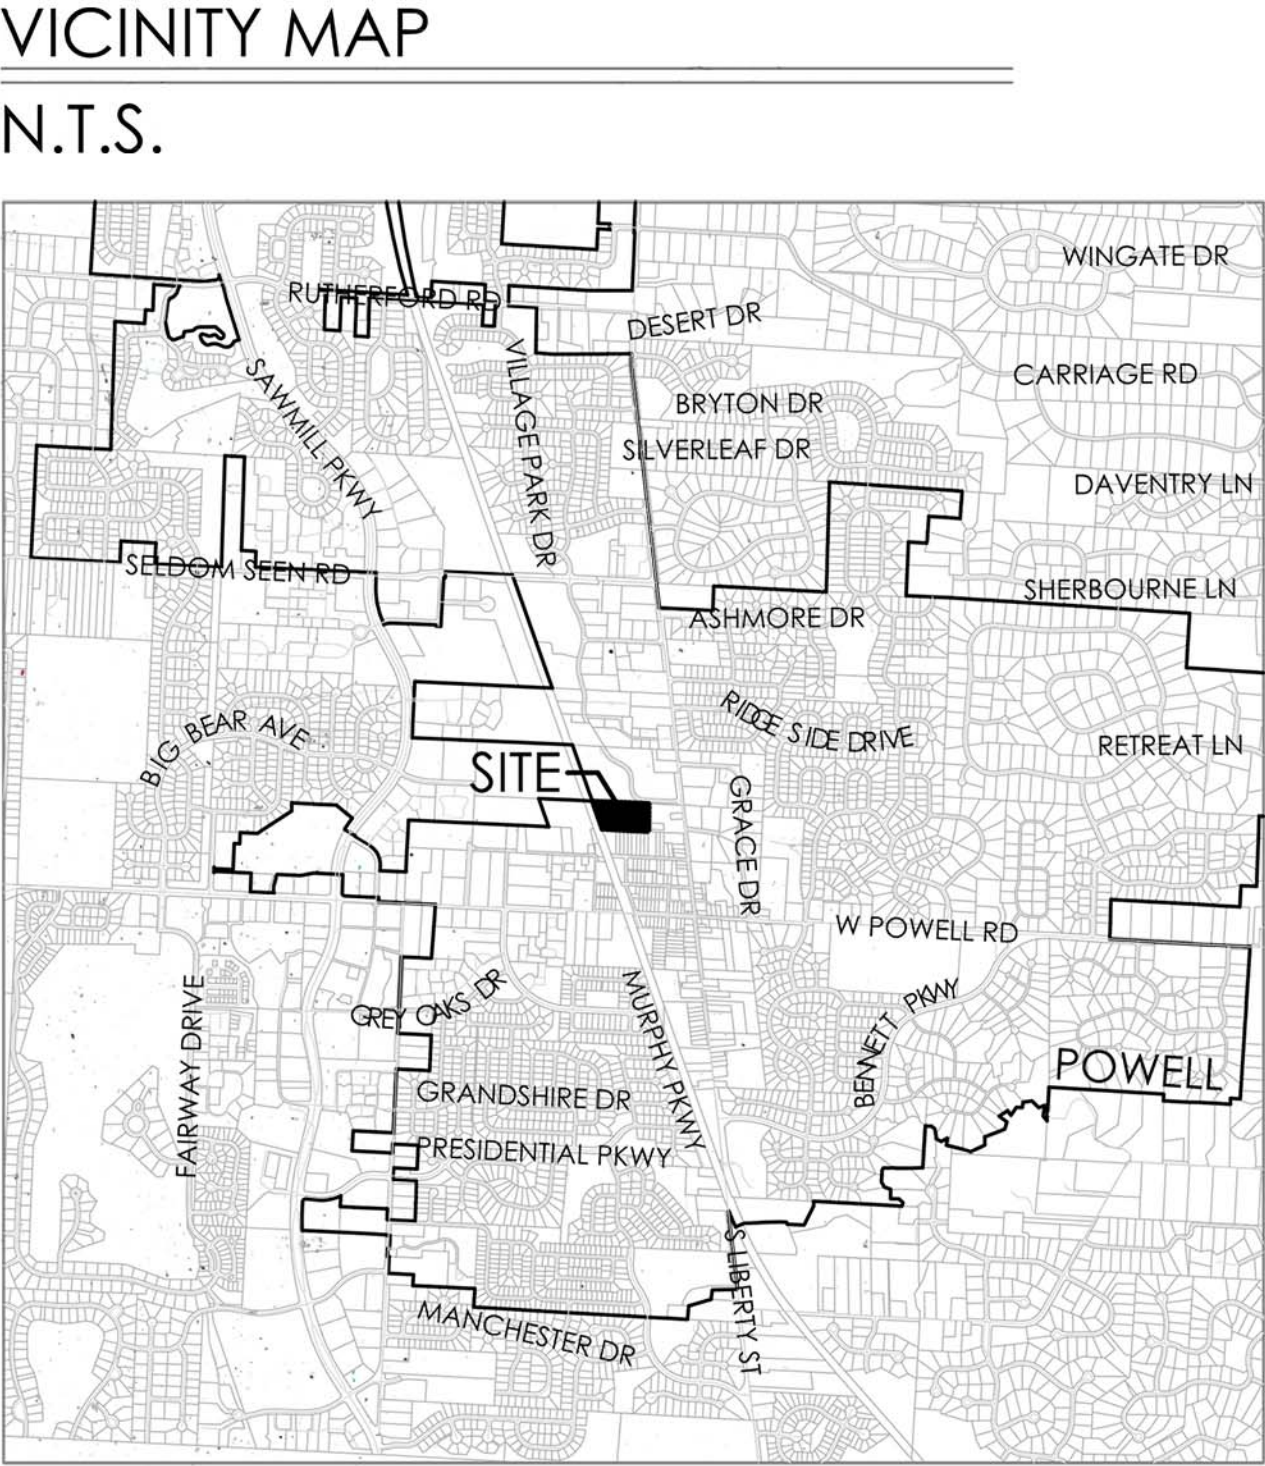 VICINITY MAP
N.T.S.
WINGATE DR
RUTHERFORD RD
DESERT DR
VILLAGE PARK DR
SAWMILL PKWY
CARRIAGE RD
BRYTON DR
SILVERLEAF DR
DAVENTRY LN
SELDOM SEEN RD
SHERBOURNE LN
ASHMORE DR
BIG BEAR AVE
RIDGE SIDE DRIVE
RETREAT LN
SITE
GRACE DR
W POWELL RD
FAIRWAY DRIVE
GREY OAKS DR
MURPHY PKWY
BENNETT PKWY
POWELL
GRANDSHIRE DR
PRESIDENTIAL PKWY
S LIBERTY ST
MANCHESTER DR